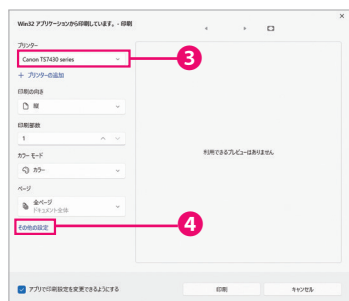 Win32 アプリケーションから印刷しています。- 印刷
プリンター
Canon TS7430 series
3
+ プリンターの追加
印刷の向き
縦
印刷部数
1
カラー モード
カラー
印刷できるプレビューはありません。
ページ
全ページ
ドキュメント全体
その他の設定
4
アプリで印刷設定を変更できるようにする
印刷
キャンセル